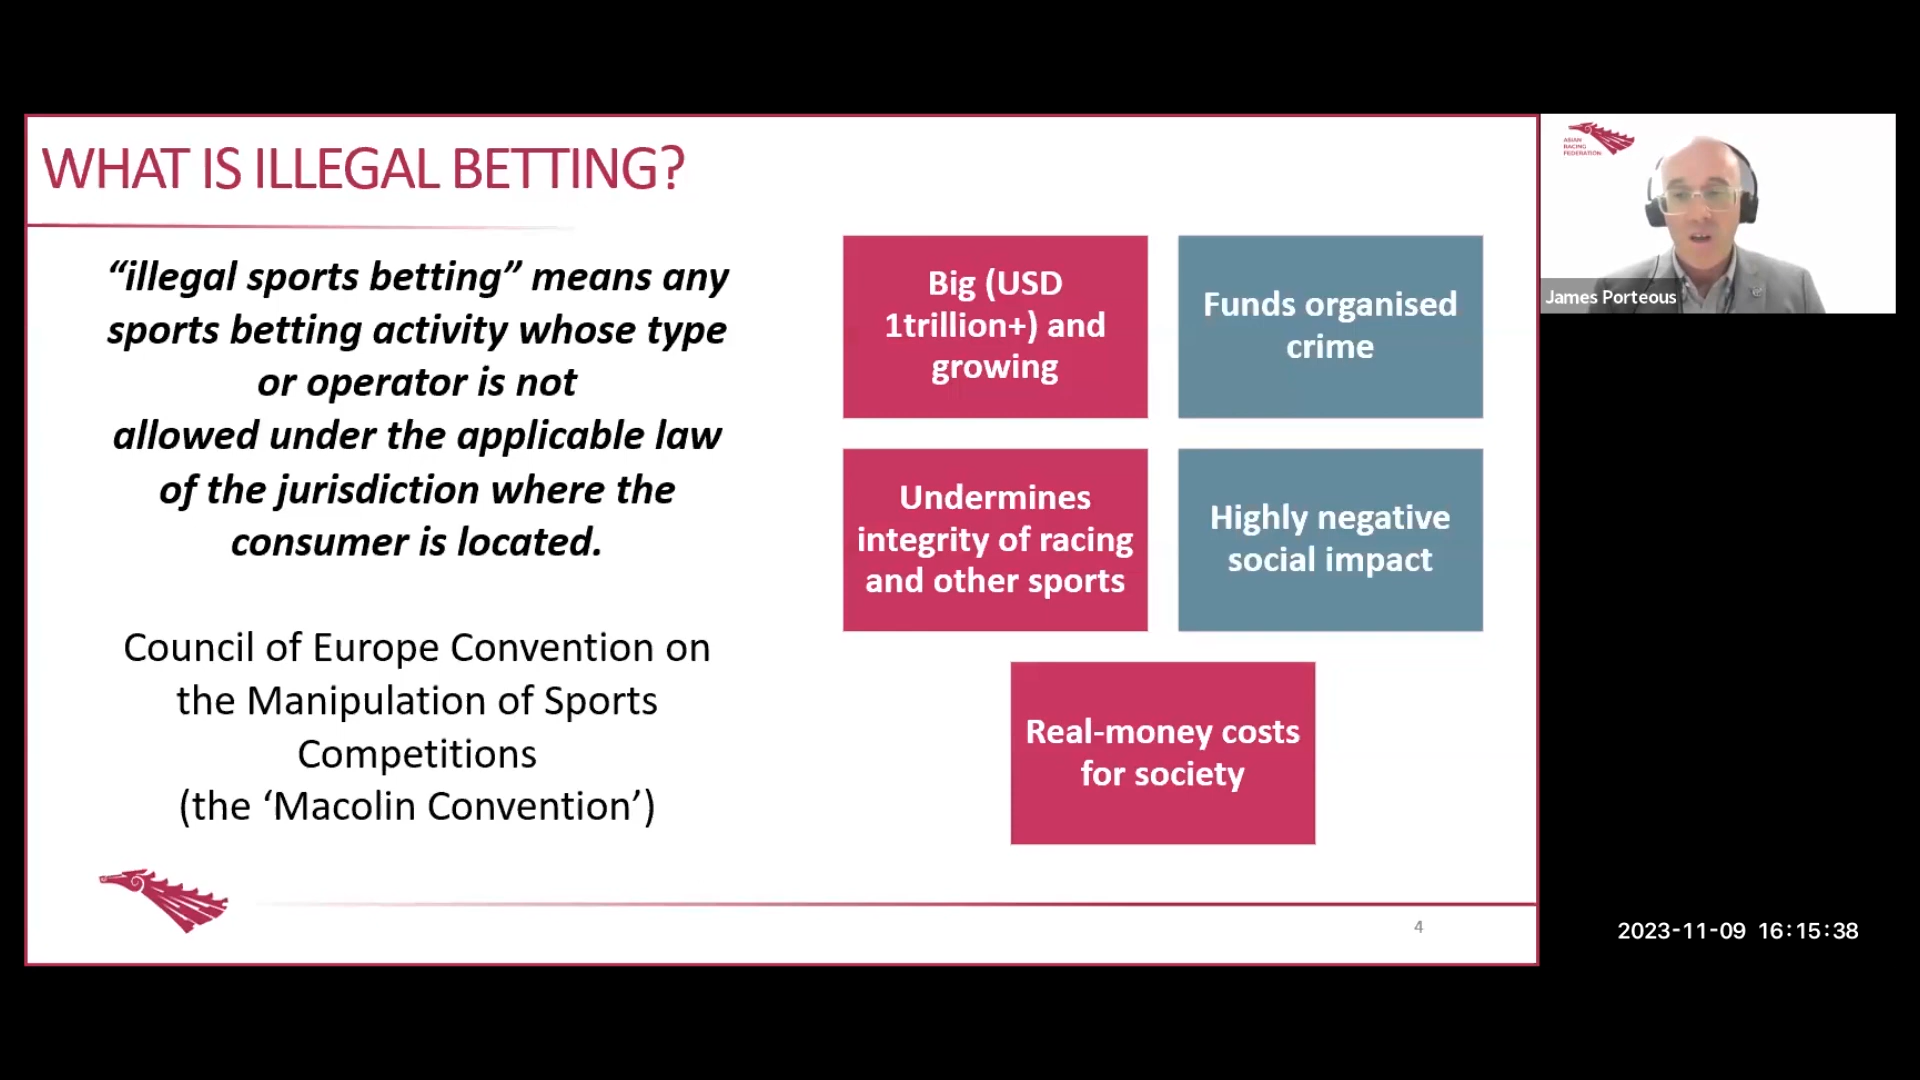 WHAT IS ILLEGAL BETTING?
“illegal sports betting” means any
sports betting activity whose type
or operator is not
allowed under the applicable law
of the jurisdiction where the
consumer is located.
Council of Europe Convention on
the Manipulation of Sports
Competitions
(the ‘Macolin Convention’)
Big (USD
1trillion+) and
growing
Funds organised
crime
Undermines
integrity of racing
and other sports
Highly negative
social impact
Real-money costs
for society
4
ASIAN
RACING
FEDERATION
James Porteous
2023-11-09 16:15:38